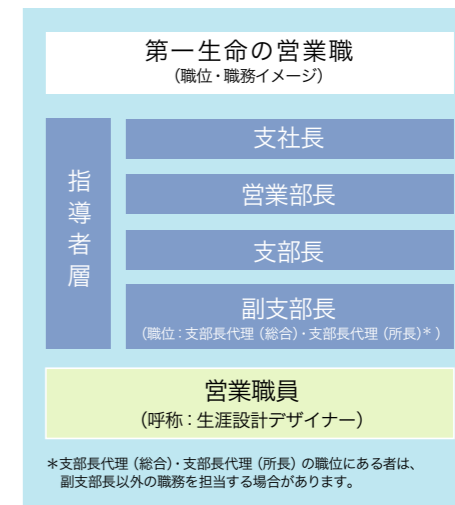 第一生命の営業職
（職位・職務イメージ）
指導者層
支社長
営業部長
支部長
副支部長
（職位：支部長代理（総合）・支部長代理（所長）＊）
営業職員
（呼称：生涯設計デザイナー）
＊支部長代理（総合）・支部長代理（所長）の職位にある者は、
副支部長以外の職務を担当する場合があります。